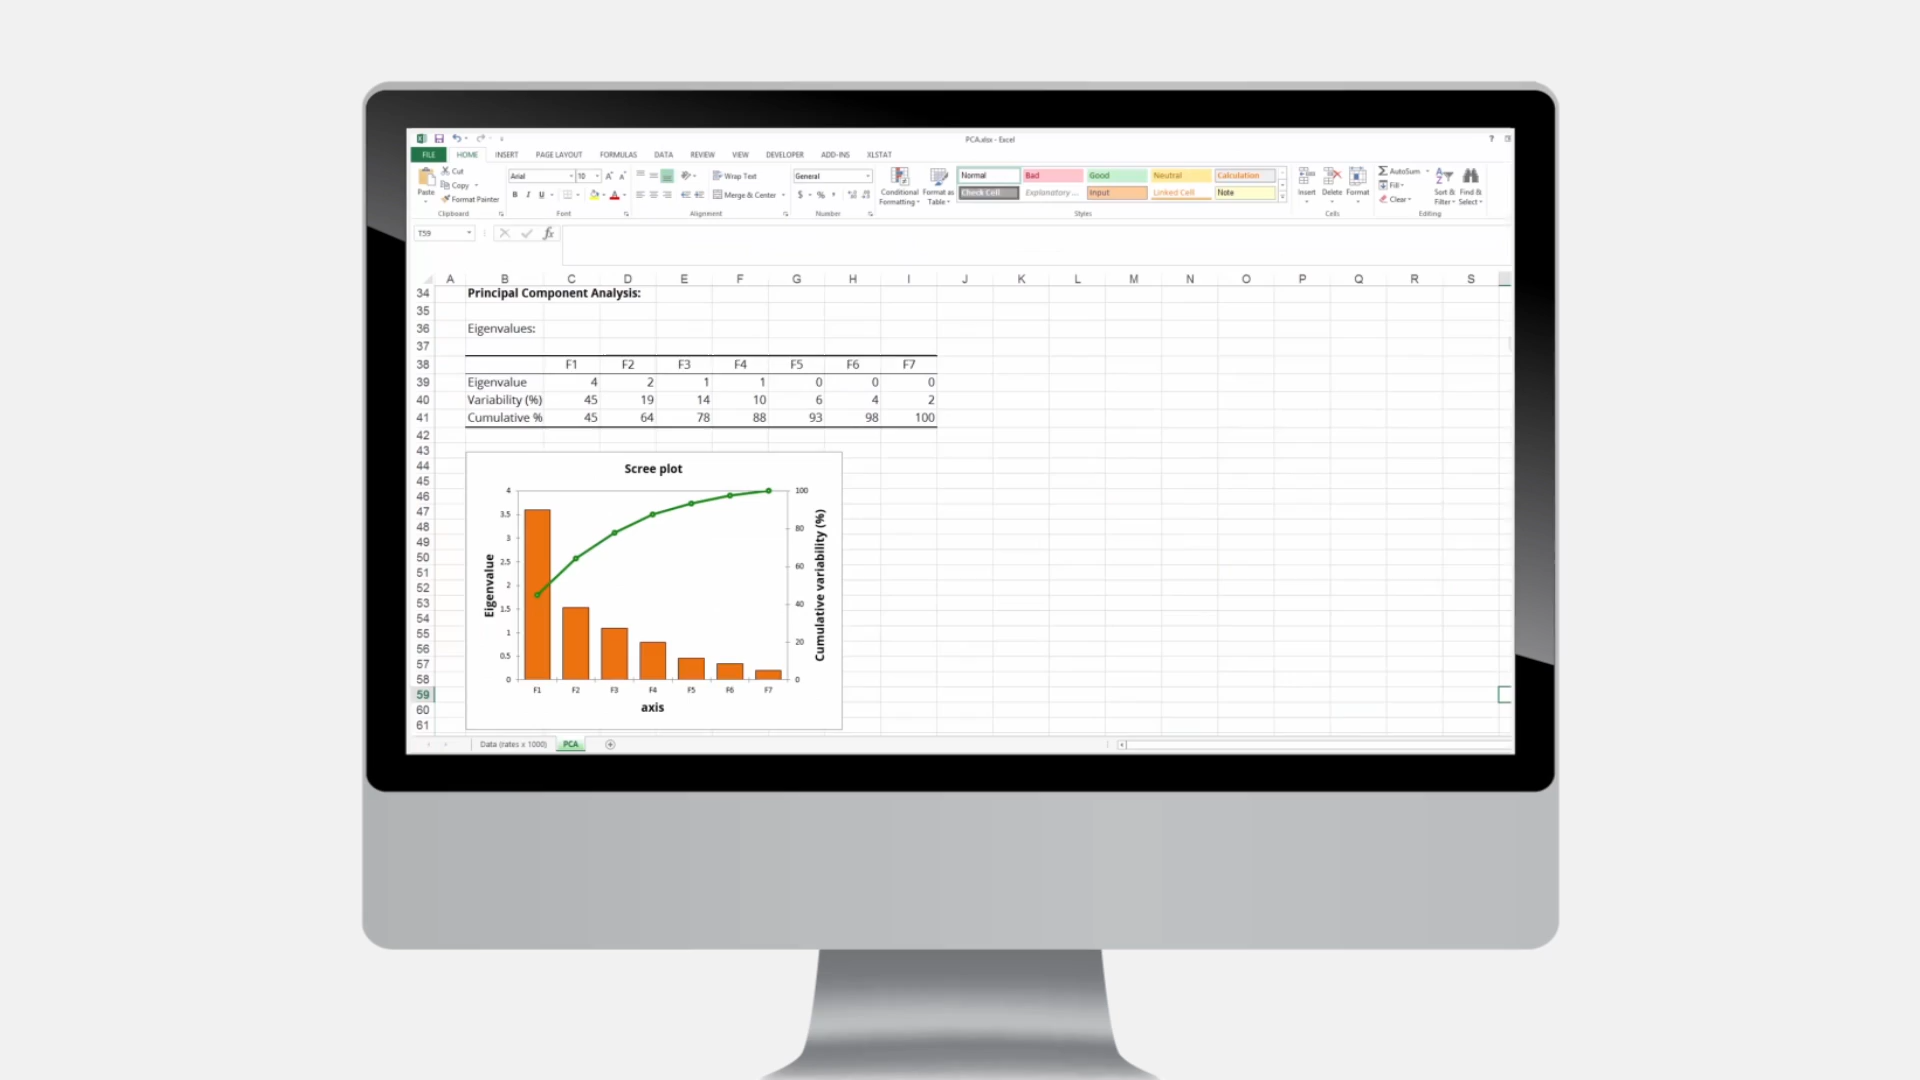 PCA.xlsx - Excel
?
FILE HOME INSERT PAGE LAYOUT FORMULAS DATA REVIEW VIEW DEVELOPER ADD-INS XLSTAT
Cut
Copy
Format Painter
Paste
Clipboard
Arial 10
B I U
Font
Wrap Text
Merge & Center
Alignment
General
$ % ,
Number
Conditional Formatting
Format as Table
Normal Bad Good Neutral Calculation
Check Cell Explanatory ... Input Linked Cell Note
Styles
Insert Delete Format
Cells
AutoSum
Fill
Clear
Sort & Filter
Find & Select
Editing
T59 fx
A B C D E F G H I J K L M N O P Q R S
34 Principal Component Analysis:
35
36 Eigenvalues:
37
38 F1 F2 F3 F4 F5 F6 F7
39 Eigenvalue 4 2 1 1 0 0 0
40 Variability (%) 45 19 14 10 6 4 2
41 Cumulative % 45 64 78 88 93 98 100
42
43
44
45
46
47
48
49
50
51
52
53
54
55
56
57
58
59
60
61
Scree plot
Eigenvalue
4
3.5
3
2.5
2
1.5
1
0.5
0
100
80
60
40
20
0
Cumulative variability (%)
F1 F2 F3 F4 F5 F6 F7
axis
Data (rates x 1000) PCA